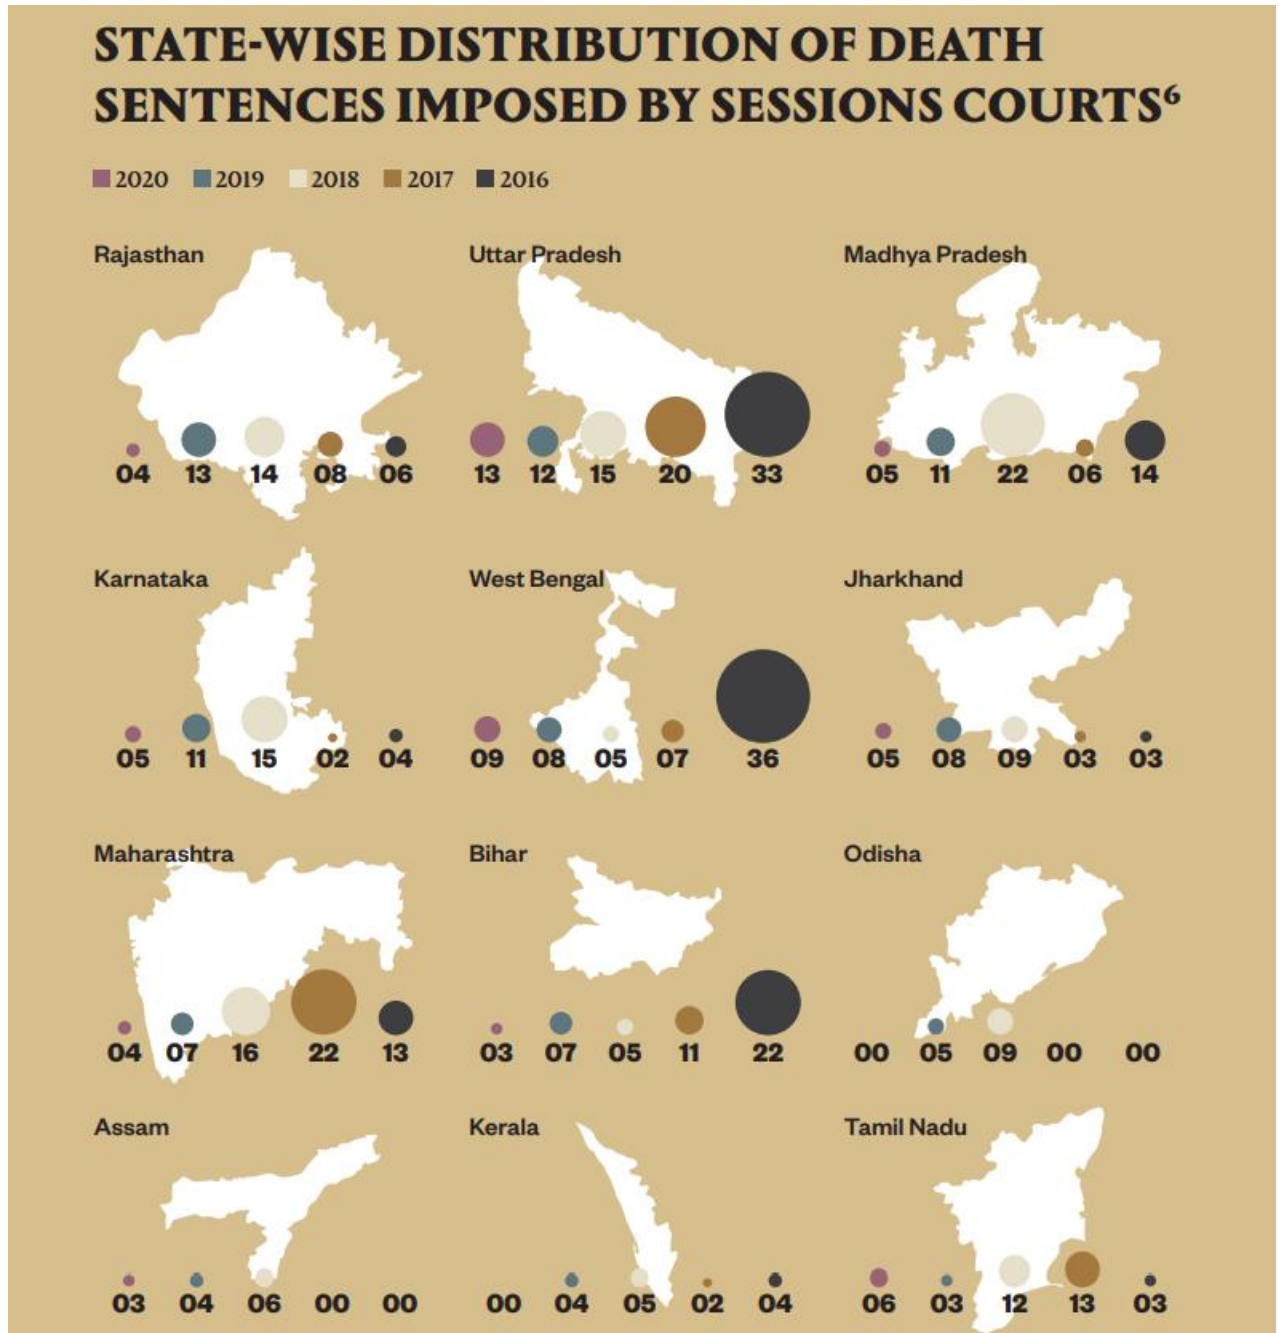 STATE-WISE DISTRIBUTION OF DEATH
SENTENCES IMPOSED BY SESSIONS COURTS⁶
2020 2019 2018 2017 2016
Rajasthan
04 13 14 08 06
Uttar Pradesh
13 12 15 20 33
Madhya Pradesh
05 11 22 06 14
Karnataka
05 11 15 02 04
West Bengal
09 08 05 07 36
Jharkhand
05 08 09 03 03
Maharashtra
04 07 16 22 13
Bihar
03 07 05 11 22
Odisha
00 05 09 00 00
Assam
03 04 06 00 00
Kerala
00 04 05 02 04
Tamil Nadu
06 03 12 13 03